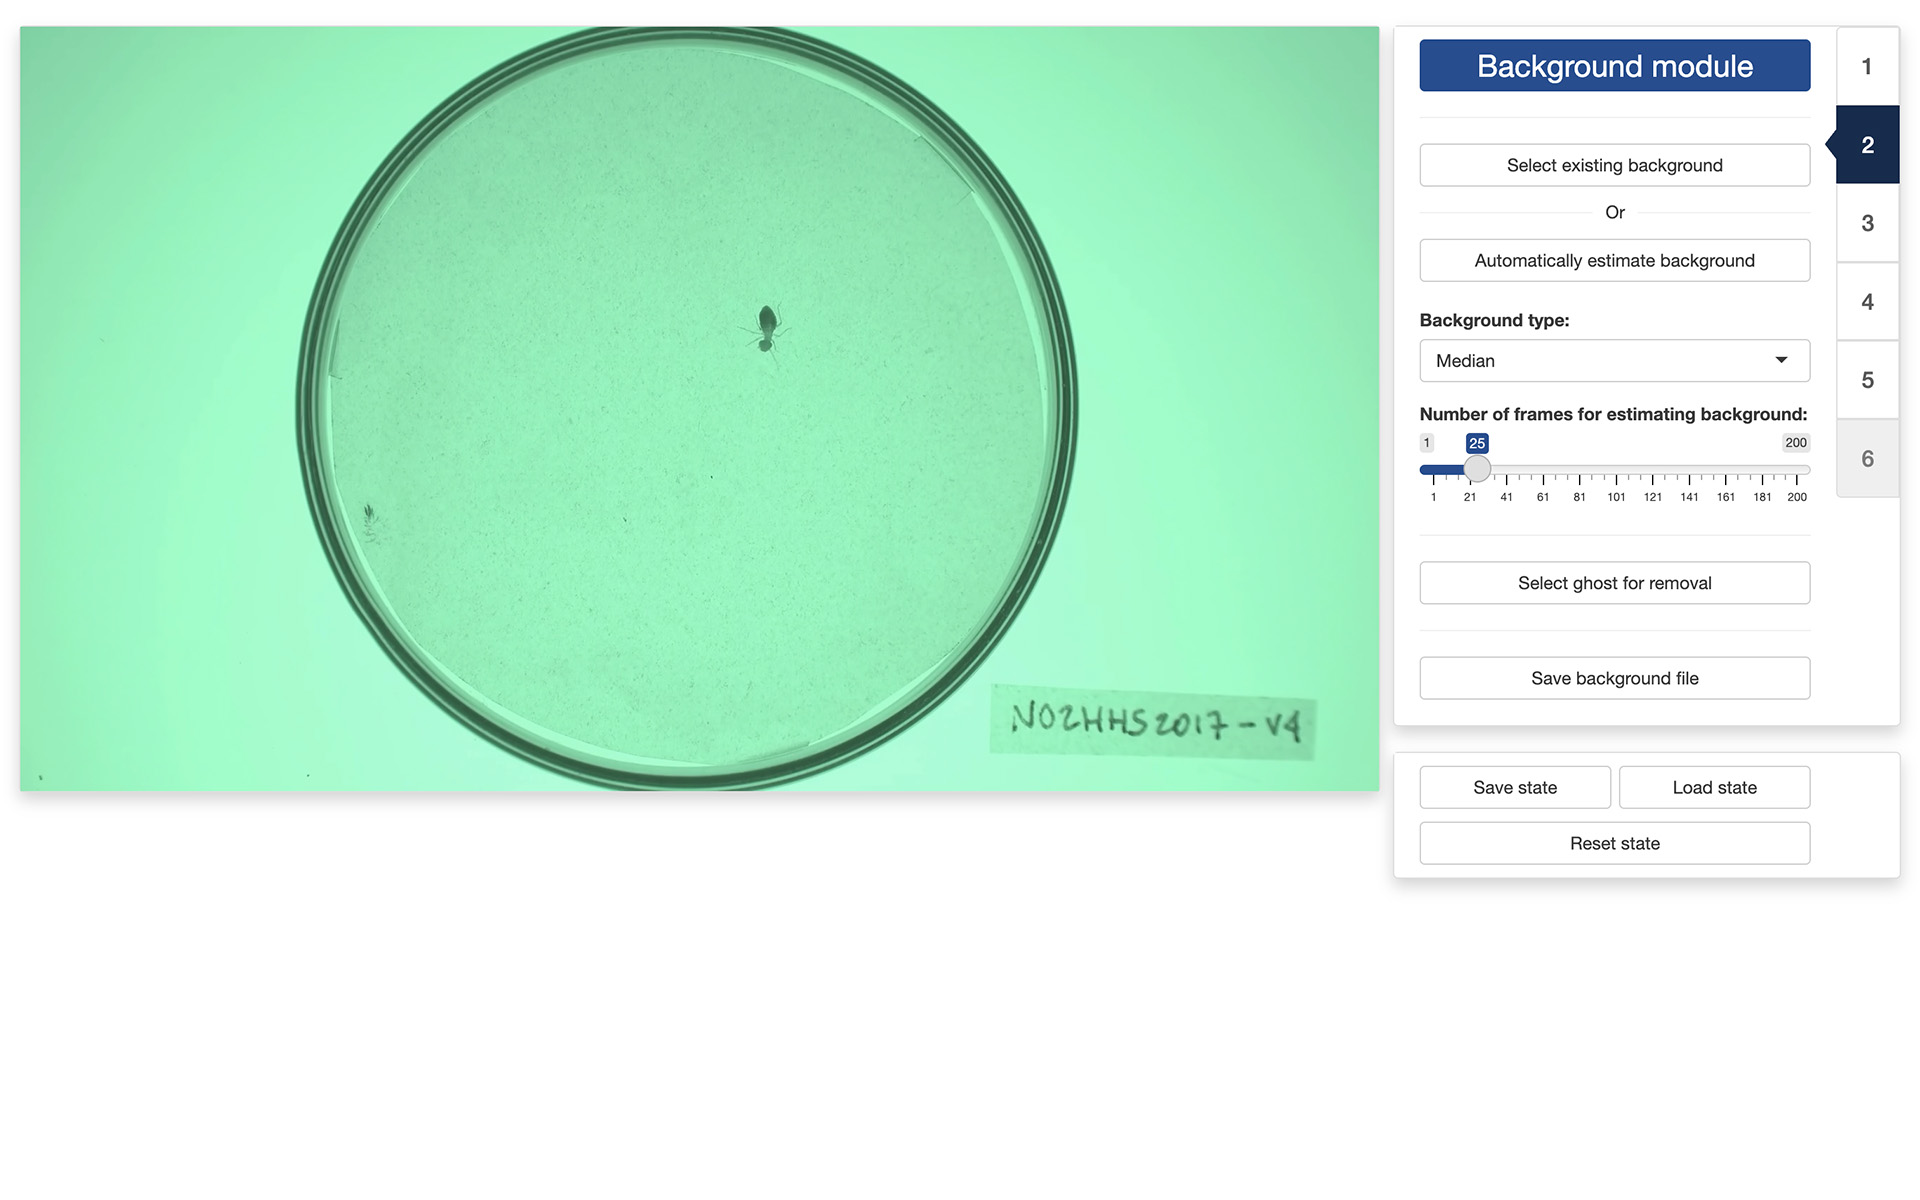 N02HHS2017-V4
Background module
Select existing background
Or
Automatically estimate background
Background type:
Median
Number of frames for estimating background:
1 25 200
1 21 41 61 81 101 121 141 161 181 200
Select ghost for removal
Save background file
Save state Load state
Reset state
1
2
3
4
5
6